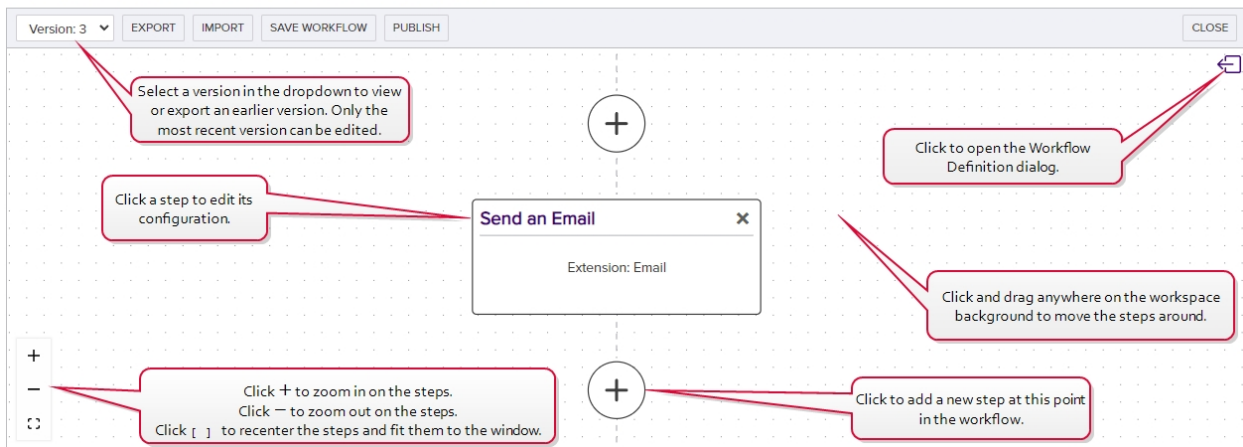 Version: 3 EXPORT IMPORT SAVE WORKFLOW PUBLISH CLOSE
Select a version in the dropdown to view
or export an earlier version. Only the
most recent version can be edited.
Click to open the Workflow
Definition dialog.
Click a step to edit its
configuration.
Send an Email
Extension: Email
Click and drag anywhere on the workspace
background to move the steps around.
Click + to zoom in on the steps.
Click — to zoom out on the steps.
Click [ ] to recenter the steps and fit them to the window.
Click to add a new step at this point
in the workflow.